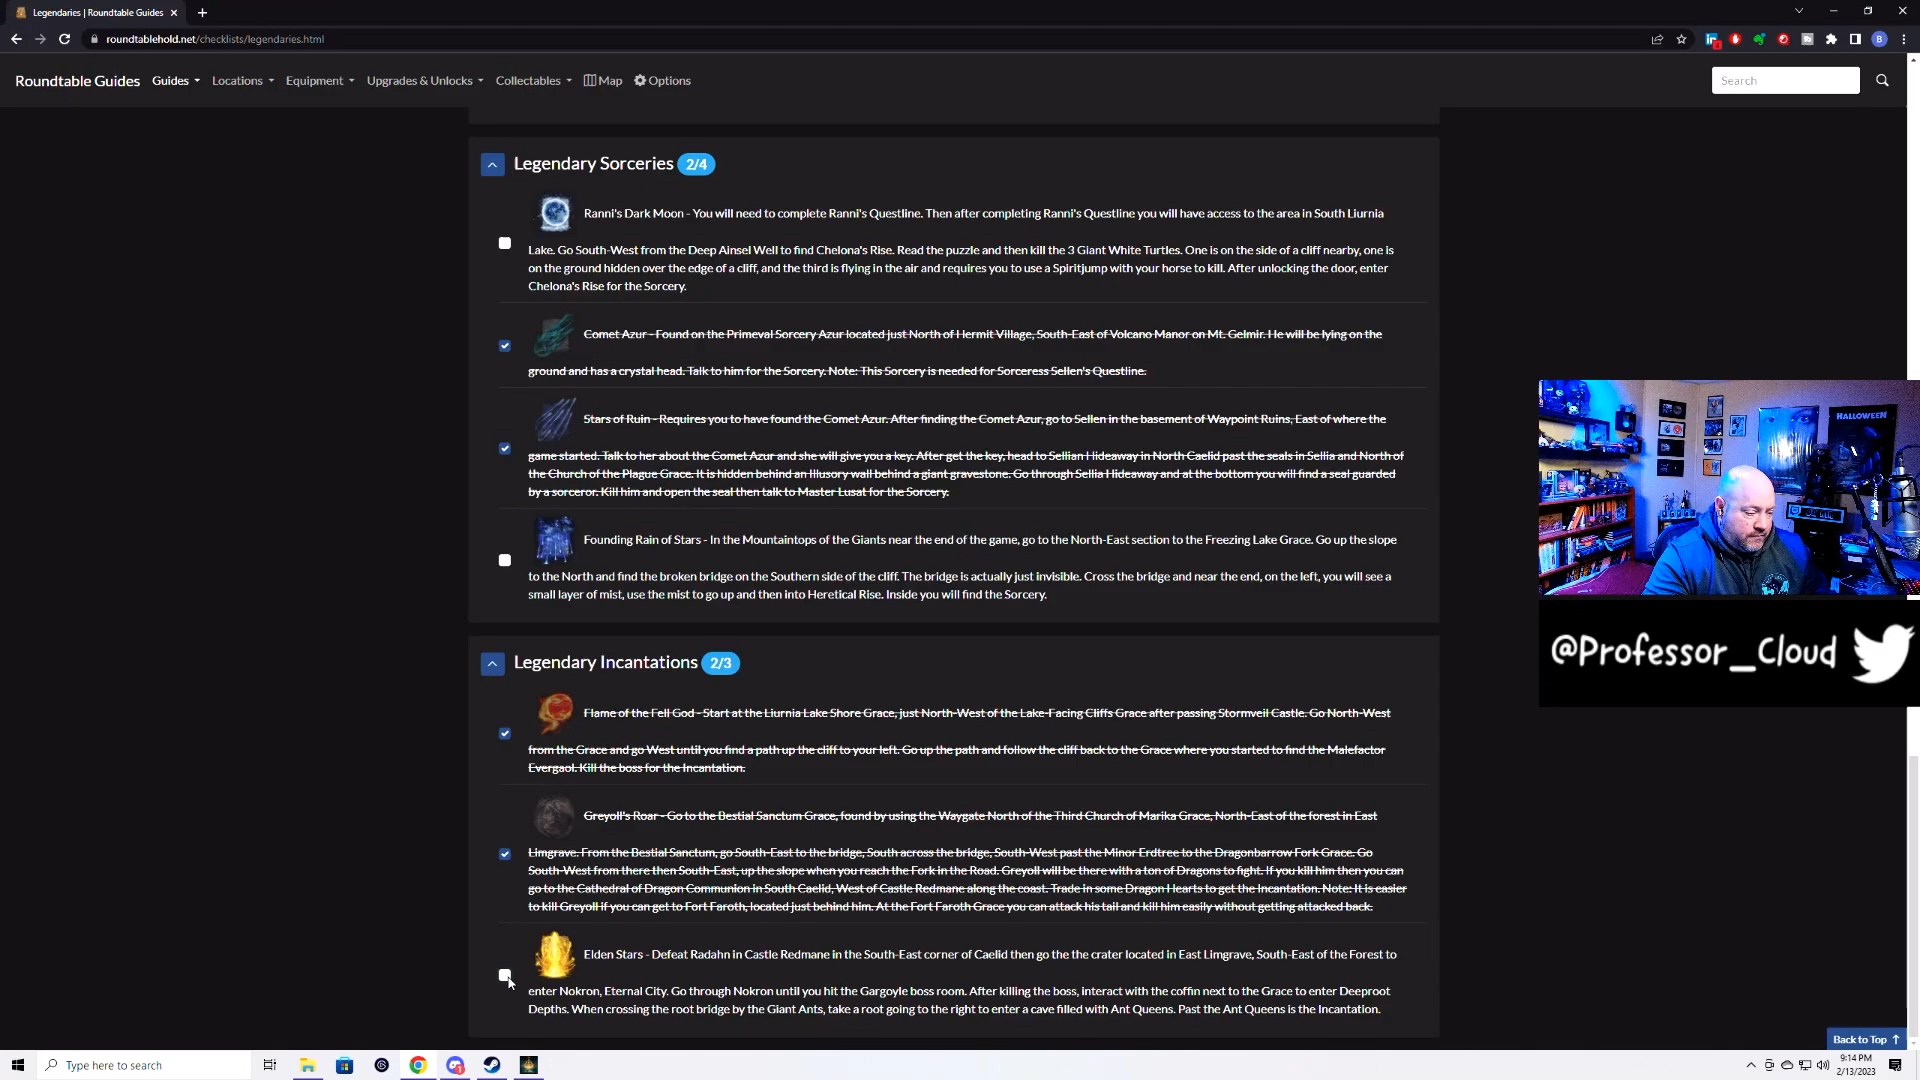 Legendaries | Roundtable Guides
roundtablehold.net/checklists/legendaries.html
Roundtable Guides Guides Locations Equipment Upgrades & Unlocks Collectables Map Options Search
Legendary Sorceries 2/4
Ranni's Dark Moon - You will need to complete Ranni's Questline. Then after completing Ranni's Questline you will have access to the area in South Liurnia
Lake. Go South-West from the Deep Ainsel Well to find Chelona's Rise. Read the puzzle and then kill the 3 Giant White Turtles. One is on the side of a cliff nearby, one is
on the ground hidden over the edge of a cliff, and the third is flying in the air and requires you to use a Spiritjump with your horse to kill. After unlocking the door, enter
Chelona's Rise for the Sorcery.
Comet Azur - Found on the Primeval Sorcery Azur located just North of Hermit Village, South-East of Volcano Manor on Mt. Gelmir. He will be lying on the
ground and has a crystal head. Talk to him for the Sorcery. Note: This Sorcery is needed for Sorceress Sellen's Questline.
Stars of Ruin - Requires you to have found the Comet Azur. After finding the Comet Azur, go to Sellen in the basement of Waypoint Ruins, East of where the
game started. Talk to her about the Comet Azur and she will give you a key. After get the key, head to Sellian Hideaway in North Caelid past the seals in Sellia and North of
the Church of the Plague Grace. It is hidden behind an Illusory wall behind a giant gravestone. Go through Sellia Hideaway and at the bottom you will find a seal guarded
by a sorceror. Kill him and open the seal then talk to Master Lusat for the Sorcery.
Founding Rain of Stars - In the Mountaintops of the Giants near the end of the game, go to the North-East section to the Freezing Lake Grace. Go up the slope
to the North and find the broken bridge on the Southern side of the cliff. The bridge is actually just invisible. Cross the bridge and near the end, on the left, you will see a
small layer of mist, use the mist to go up and then into Heretical Rise. Inside you will find the Sorcery.
Legendary Incantations 2/3
Flame of the Fell God - Start at the Liurnia Lake Shore Grace, just North-West of the Lake-Facing Cliffs Grace after passing Stormveil Castle. Go North-West
from the Grace and go West until you find a path up the cliff to your left. Go up the path and follow the cliff back to the Grace where you started to find the Malefactor
Evergaol. Kill the boss for the Incantation.
Greyoll's Roar - Go to the Bestial Sanctum Grace, found by using the Waygate North of the Third Church of Marika Grace, North-East of the forest in East
Limgrave. From the Bestial Sanctum, go South-East to the bridge, South across the bridge, South-West past the Minor Erdtree to the Dragonbarrow Fork Grace. Go
South-West from there then South-East, up the slope when you reach the Fork in the Road. Greyoll will be there with a ton of Dragons to fight. If you kill him then you can
go to the Cathedral of Dragon Communion in South Caelid, West of Castle Redmane along the coast. Trade in some Dragon Hearts to get the Incantation. Note: It is easier
to kill Greyoll if you can get to Fort Faroth, located just behind him. At the Fort Faroth Grace you can attack his tail and kill him easily without getting attacked back.
Elden Stars - Defeat Radahn in Castle Redmane in the South-East corner of Caelid then go the the crater located in East Limgrave, South-East of the Forest to
enter Nokron, Eternal City. Go through Nokron until you hit the Gargoyle boss room. After killing the boss, interact with the coffin next to the Grace to enter Deeproot
Depths. When crossing the root bridge by the Giant Ants, take a root going to the right to enter a cave filled with Ant Queens. Past the Ant Queens is the Incantation.
HALLOWEEN
@Professor_Cloud
Back to Top
Type here to search
9:14 PM
2/13/2023